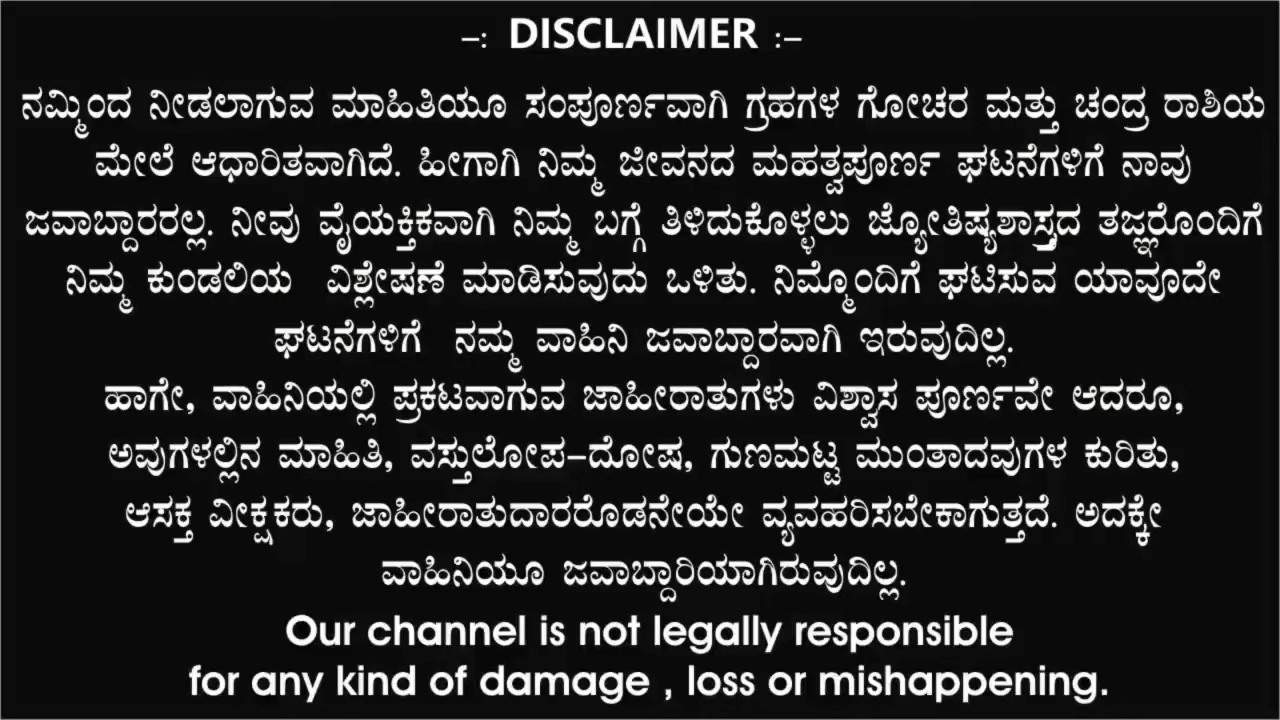 –: DISCLAIMER :–
ನಮ್ಮಿಂದ ನೀಡಲಾಗುವ ಮಾಹಿತಿಯೂ ಸಂಪೂರ್ಣವಾಗಿ ಗ್ರಹಗಳ ಗೋಚರ ಮತ್ತು ಚಂದ್ರ ರಾಶಿಯ
ಮೇಲೆ ಆಧಾರಿತವಾಗಿದೆ. ಹೀಗಾಗಿ ನಿಮ್ಮ ಜೀವನದ ಮಹತ್ವಪೂರ್ಣ ಘಟನೆಗಳಿಗೆ ನಾವು
ಜವಾಬ್ದಾರರಲ್ಲ. ನೀವು ವೈಯಕ್ತಿಕವಾಗಿ ನಿಮ್ಮ ಬಗ್ಗೆ ತಿಳಿದುಕೊಳ್ಳಲು ಜ್ಯೋತಿಷ್ಯಶಾಸ್ತ್ರದ ತಜ್ಞರೊಂದಿಗೆ
ನಿಮ್ಮ ಕುಂಡಲಿಯ ವಿಶ್ಲೇಷಣೆ ಮಾಡಿಸುವುದು ಒಳಿತು. ನಿಮ್ಮೊಂದಿಗೆ ಘಟಿಸುವ ಯಾವೂದೇ
ಘಟನೆಗಳಿಗೆ ನಮ್ಮ ವಾಹಿನಿ ಜವಾಬ್ದಾರವಾಗಿ ಇರುವುದಿಲ್ಲ.
ಹಾಗೇ, ವಾಹಿನಿಯಲ್ಲಿ ಪ್ರಕಟವಾಗುವ ಜಾಹೀರಾತುಗಳು ವಿಶ್ವಾಸ ಪೂರ್ಣವೇ ಆದರೂ,
ಅವುಗಳಲ್ಲಿನ ಮಾಹಿತಿ, ವಸ್ತುಲೋಪ–ದೋಷ, ಗುಣಮಟ್ಟ ಮುಂತಾದವುಗಳ ಕುರಿತು,
ಆಸಕ್ತ ವೀಕ್ಷಕರು, ಜಾಹೀರಾತುದಾರರೊಡನೇಯೇ ವ್ಯವಹರಿಸಬೇಕಾಗುತ್ತದೆ. ಅದಕ್ಕೇ
ವಾಹಿನಿಯೂ ಜವಾಬ್ದಾರಿಯಾಗಿರುವುದಿಲ್ಲ.
Our channel is not legally responsible
for any kind of damage , loss or mishappening.